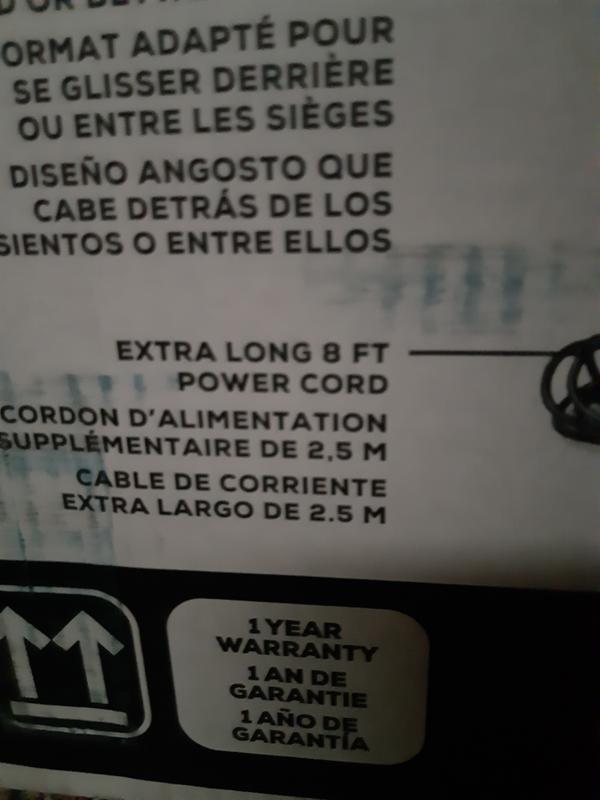 ORMAT ADAPTÉ POUR
SE GLISSER DERRIÈRE
OU ENTRE LES SIÈGES
DISEÑO ANGOSTO QUE
CABE DETRÁS DE LOS
SIENTOS O ENTRE ELLOS
EXTRA LONG 8 FT
POWER CORD
CORDON D'ALIMENTATION
SUPPLÉMENTAIRE DE 2,5 M
CABLE DE CORRIENTE
EXTRA LARGO DE 2.5 M
1 YEAR
WARRANTY
1 AN DE
GARANTIE
1 AÑO DE
GARANTÍA